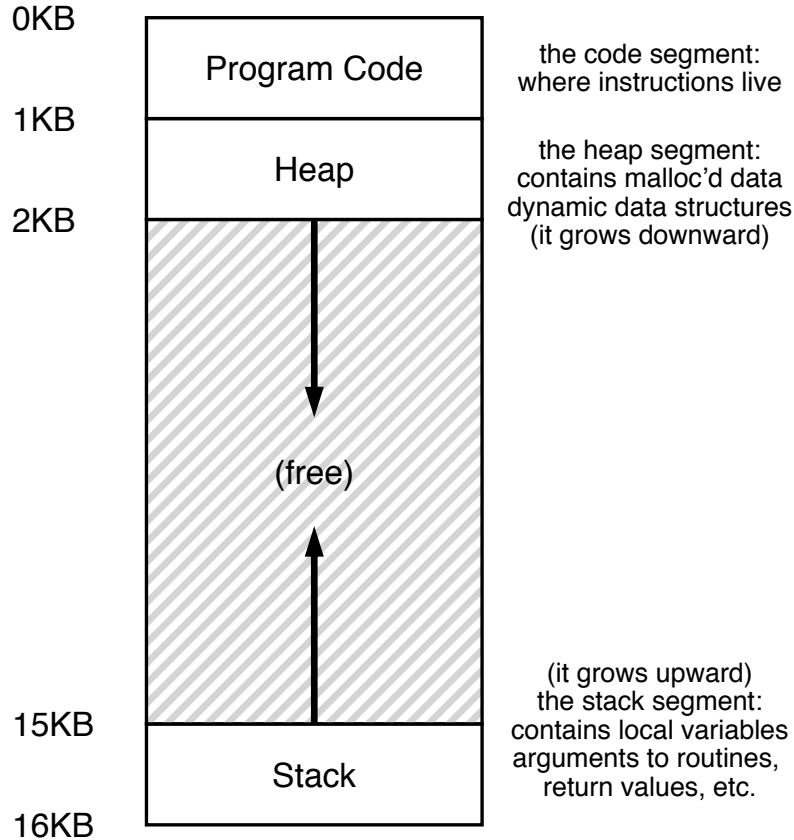 0KB
Program Code
the code segment:
where instructions live
1KB
Heap
the heap segment:
contains malloc’d data
dynamic data structures
(it grows downward)
2KB
(free)
(it grows upward)
the stack segment:
contains local variables
arguments to routines,
return values, etc.
15KB
Stack
16KB